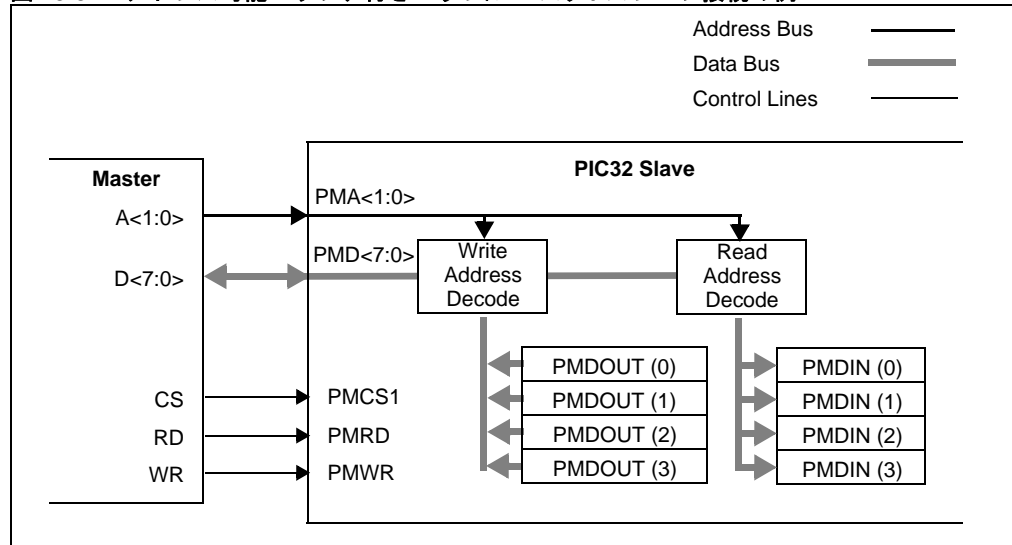 Address Bus
Data Bus
Control Lines
PIC32 Slave
Master
PMA<1:0>
A<1:0>
PMD<7:0>
D<7:0>
Write
Address
Decode
Read
Address
Decode
PMDOUT (0)
PMDIN (0)
PMDOUT (1)
PMDIN (1)
PMDOUT (2)
PMDIN (2)
PMDOUT (3)
PMDIN (3)
CS
PMCS1
RD
PMRD
WR
PMWR